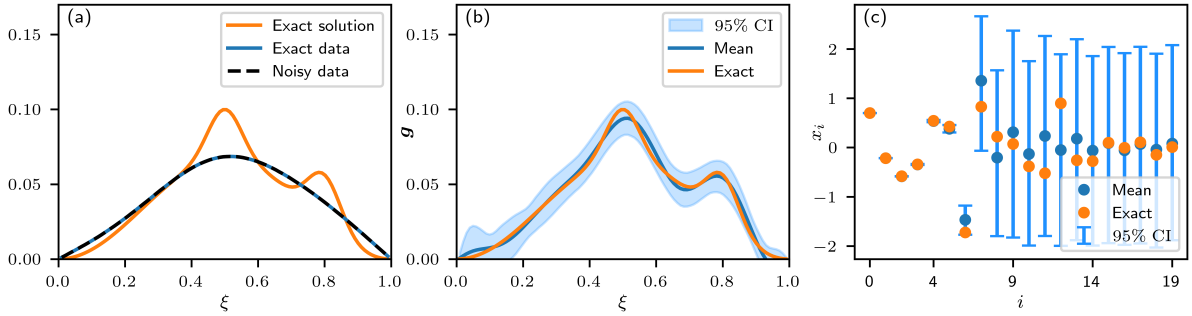 (a)
Exact solution
Exact data
Noisy data
0.15
0.10
0.05
0.00
0.0 0.2 0.4 0.6 0.8 1.0
ξ
(b)
95% CI
Mean
Exact
g
0.15
0.10
0.05
0.00
0.0 0.2 0.4 0.6 0.8 1.0
ξ
(c)
x_i
2
1
0
−1
−2
Mean
Exact
95% CI
0 4 9 14 19
i